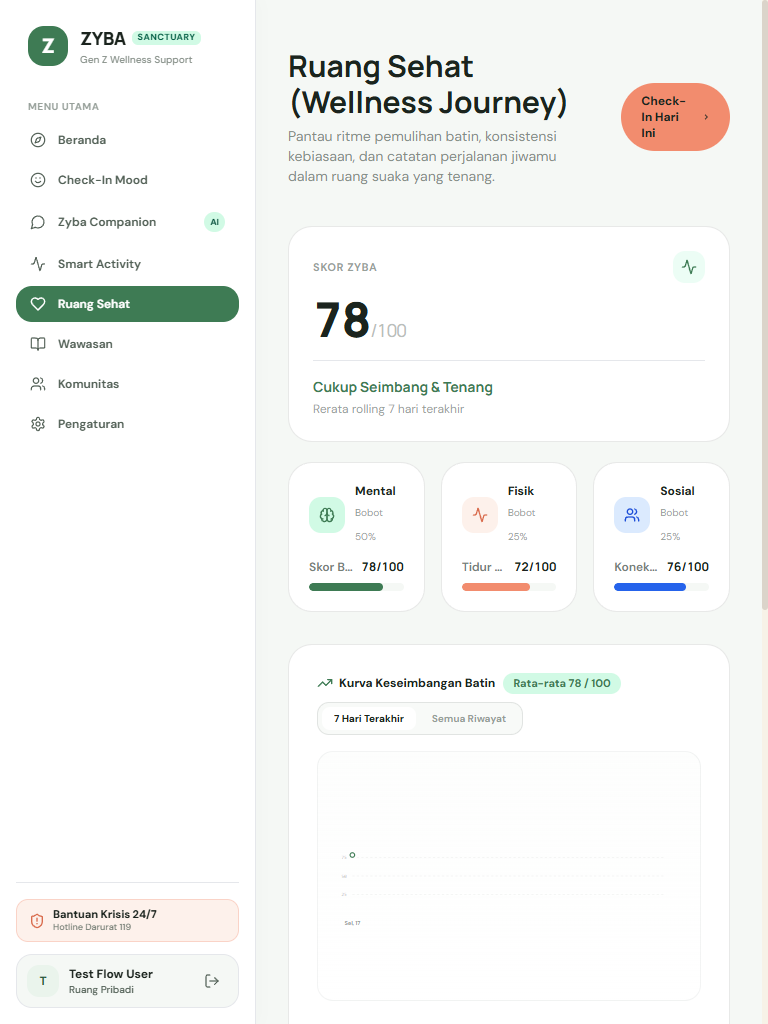 Z
ZYBA SANCTUARY
Gen Z Wellness Support
MENU UTAMA
Beranda
Check-In Mood
Zyba Companion AI
Smart Activity
Ruang Sehat
Wawasan
Komunitas
Pengaturan
Bantuan Krisis 24/7
Hotline Darurat 119
T
Test Flow User
Ruang Pribadi
Ruang Sehat
(Wellness Journey)
Pantau ritme pemulihan batin, konsistensi
kebiasaan, dan catatan perjalanan jiwamu
dalam ruang suaka yang tenang.
Check-
In Hari
Ini
SKOR ZYBA
78/100
Cukup Seimbang & Tenang
Rerata rolling 7 hari terakhir
Mental
Bobot
50%
Skor B... 78/100
Fisik
Bobot
25%
Tidur ... 72/100
Sosial
Bobot
25%
Konek... 76/100
Kurva Keseimbangan Batin Rata-rata 78 / 100
7 Hari Terakhir Semua Riwayat
Sel, 17